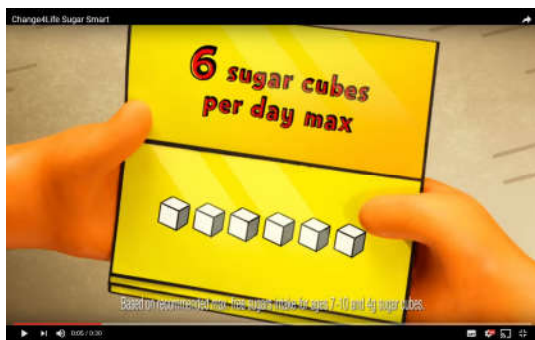 Change4Life Sugar Smart
6 sugar cubes
per day max
Based on recommended max. free sugars intake for ages 7-10 and 4g sugar cubes.
0:05 / 0:30